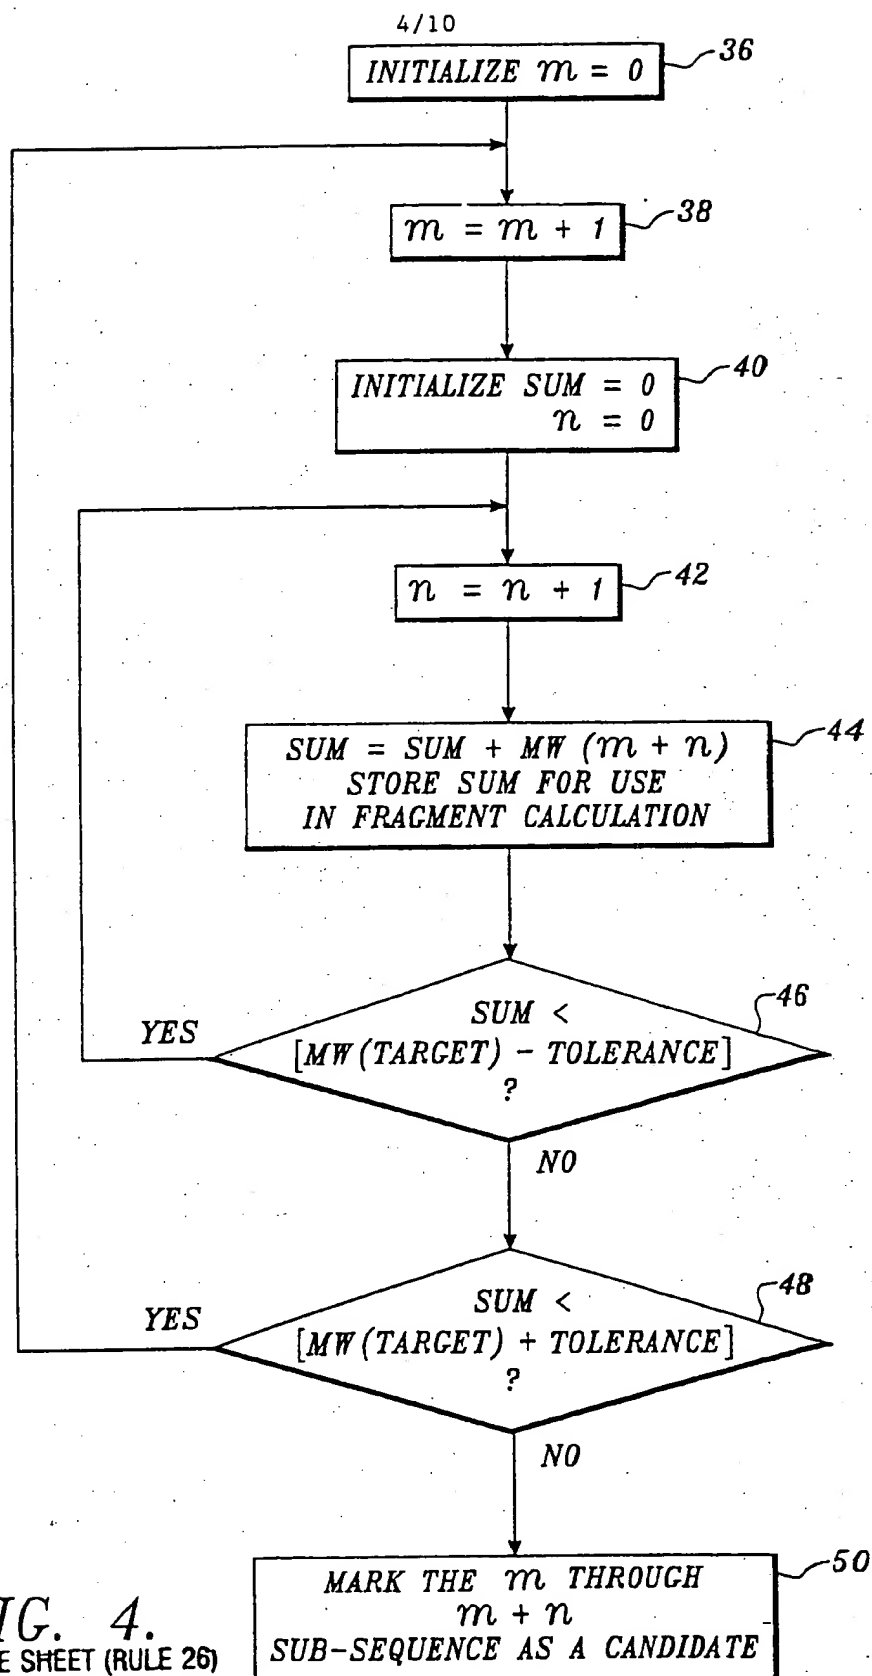 4/10
INITIALIZE m = 0
36
m = m + 1
38
INITIALIZE SUM = 0
n = 0
40
n = n + 1
42
SUM = SUM + MW (m + n)
STORE SUM FOR USE
IN FRAGMENT CALCULATION
44
SUM <
[MW(TARGET) - TOLERANCE]
?
46
YES
NO
SUM <
[MW(TARGET) + TOLERANCE]
?
48
YES
NO
MARK THE m THROUGH
m + n
SUB-SEQUENCE AS A CANDIDATE
50
IG. 4.
E SHEET (RULE 26)